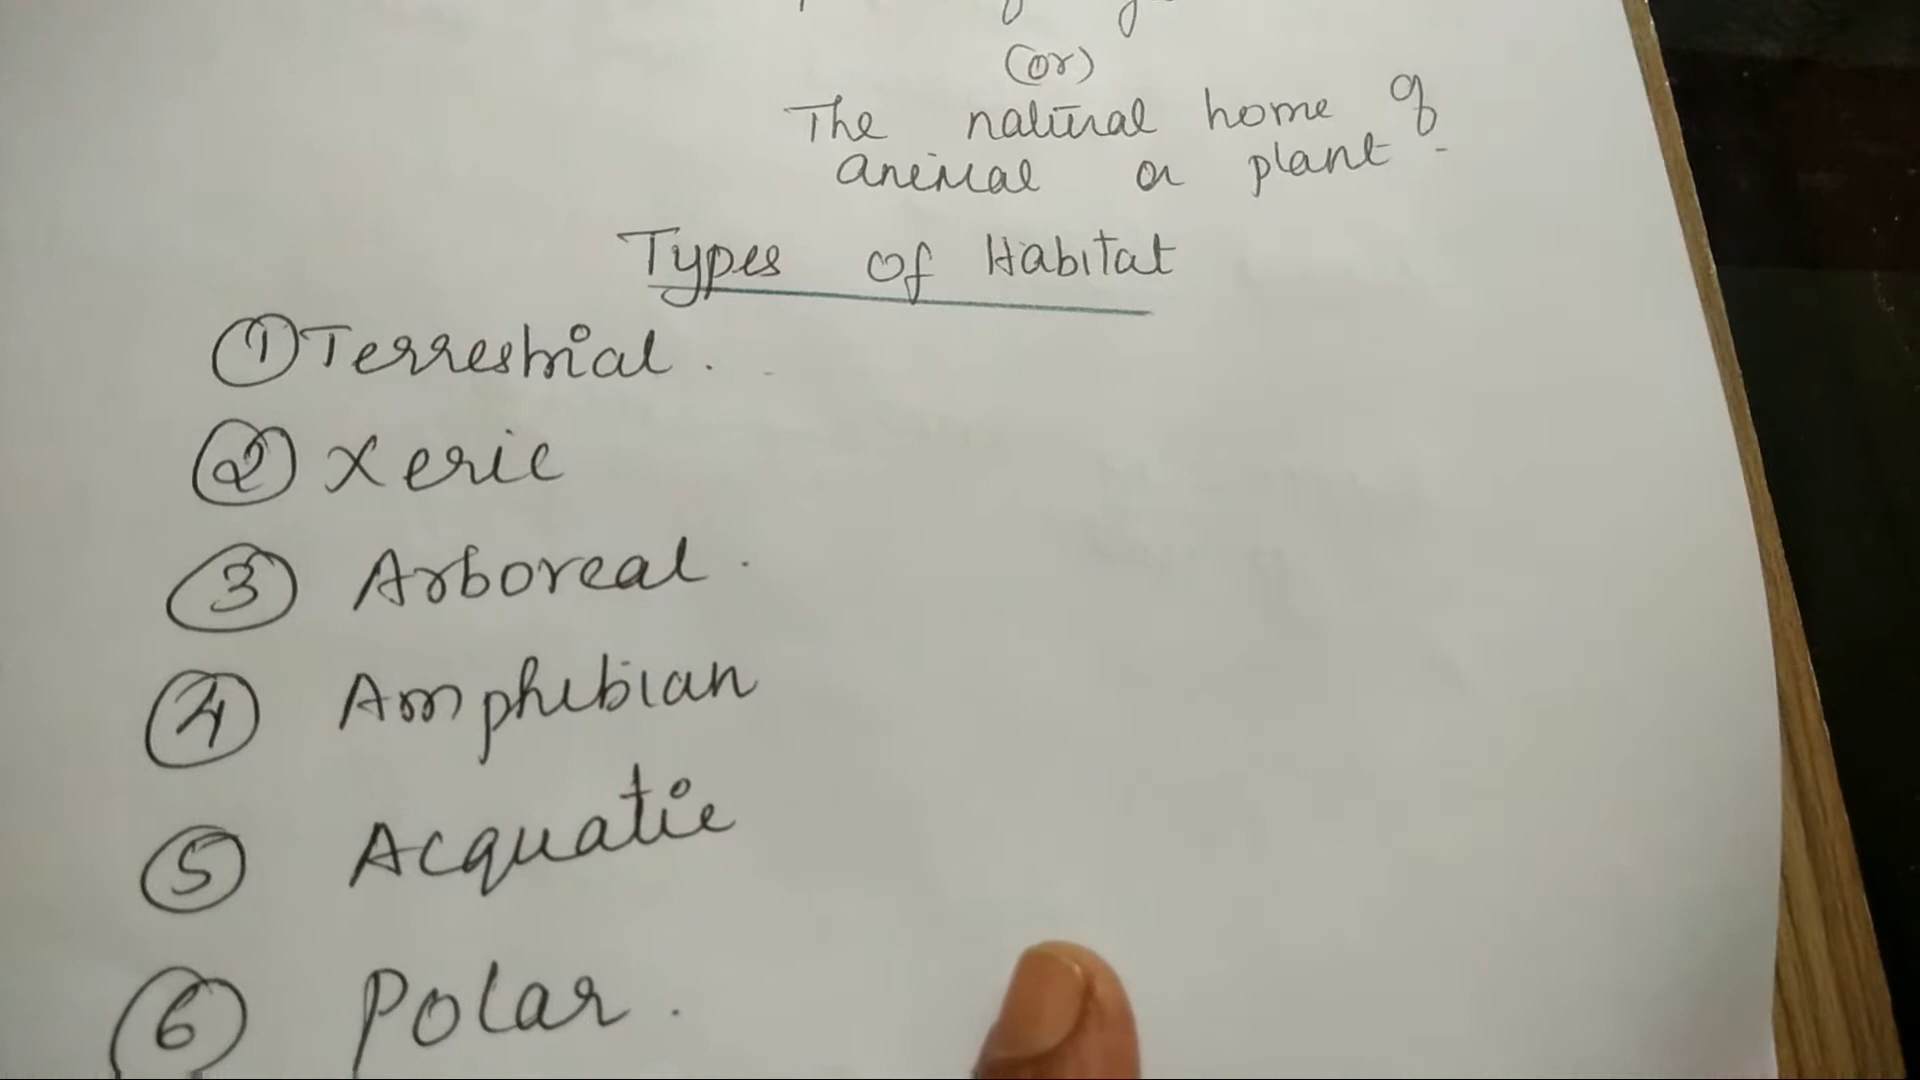 (or)
The natural home of
animal or plant.
Types of Habitat
① Terrestrial.
② Xeric
③ Arboreal.
④ Amphibian
⑤ Acquatic
⑥ Polar.